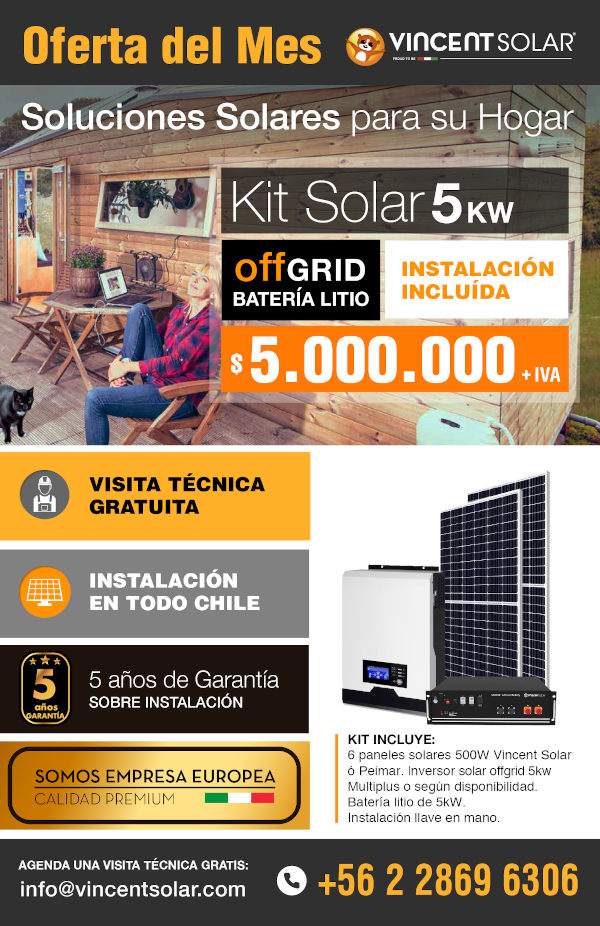 Oferta del Mes
VINCENT SOLAR®
PROUD TO BE
Soluciones Solares para su Hogar
Kit Solar 5 KW
offGRID
BATERÍA LITIO
INSTALACIÓN
INCLUÍDA
$ 5.000.000 + IVA
VISITA TÉCNICA
GRATUITA
INSTALACIÓN
EN TODO CHILE
5
años
GARANTÍA
5 años de Garantía
SOBRE INSTALACIÓN
SOMOS EMPRESA EUROPEA
CALIDAD PREMIUM
KIT INCLUYE:
6 paneles solares 500W Vincent Solar
ó Peimar. Inversor solar offgrid 5kw
Multiplus o según disponibilidad.
Batería litio de 5kW.
Instalación llave en mano.
AGENDA UNA VISITA TÉCNICA GRATIS:
info@vincentsolar.com
+56 2 2869 6306